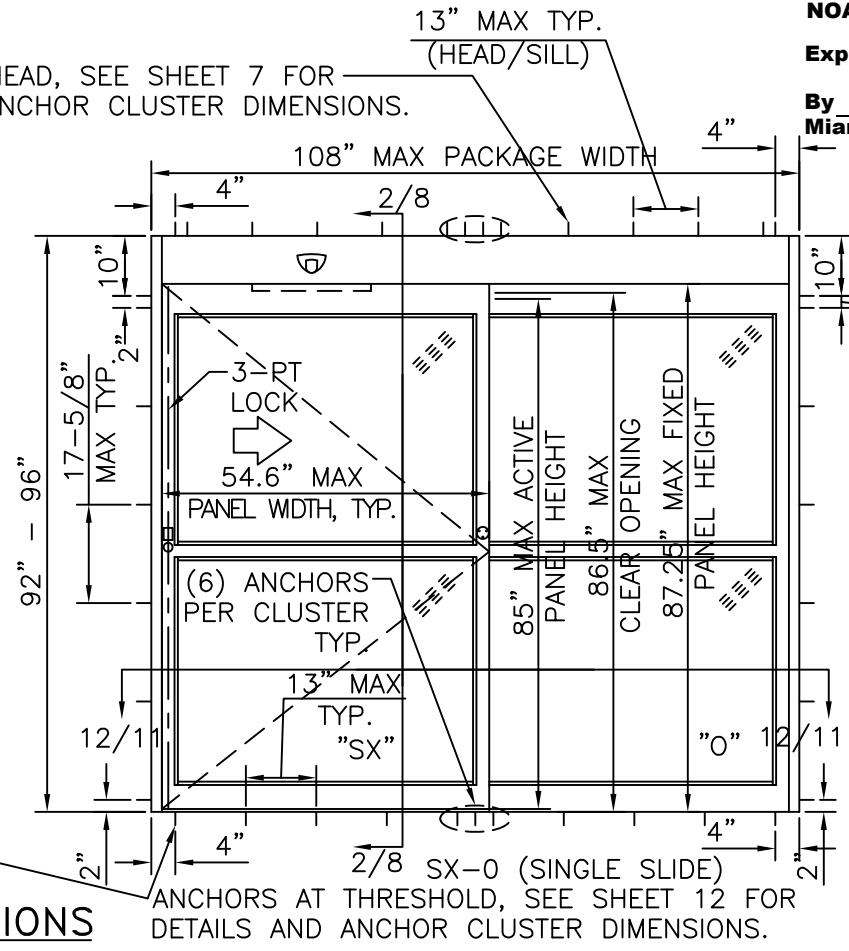 NOA
Exp
By
Miar
13" MAX TYP.
(HEAD/SILL)
HEAD, SEE SHEET 7 FOR
ANCHOR CLUSTER DIMENSIONS.
4"
108" MAX PACKAGE WIDTH
4"
2/8
10"
10"
2"
17-5/8"
MAX TYP.
92" - 96"
3-PT
LOCK
54.6" MAX
PANEL WIDTH, TYP.
85" MAX ACTIVE
PANEL HEIGHT
86.5" MAX
CLEAR OPENING
87.25" MAX FIXED
PANEL HEIGHT
(6) ANCHORS
PER CLUSTER
TYP.
13" MAX
TYP.
12/11
"SX"
"O"
12/11
2"
4"
2/8
4"
2"
SX-O (SINGLE SLIDE)
ANCHORS AT THRESHOLD, SEE SHEET 12 FOR
DETAILS AND ANCHOR CLUSTER DIMENSIONS.
IONS